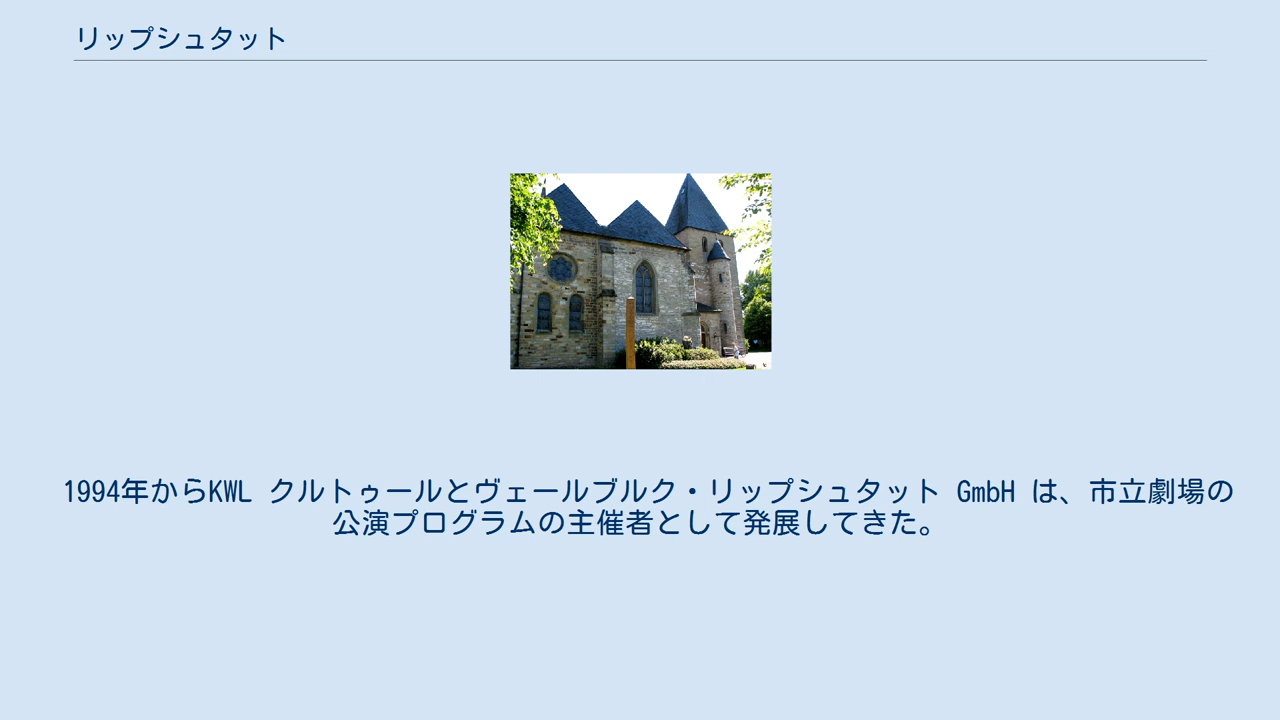 リップシュタット
1994年からKWL クルトゥールとヴェールブルク・リップシュタット GmbH は、市立劇場の
公演プログラムの主催者として発展してきた。